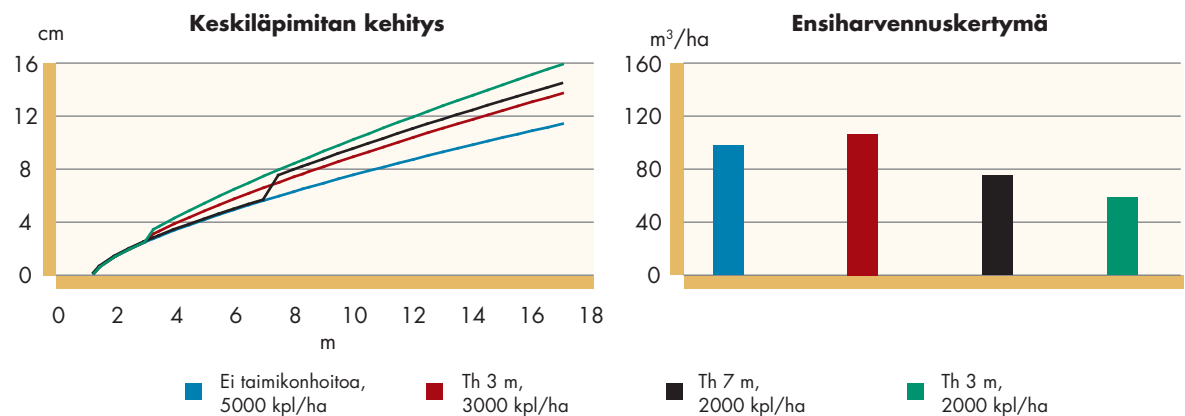 Keskiläpimitan kehitys
cm
16
12
8
4
0
0 2 4 6 8 10 12 14 16 18
m
Ensiharvennuskertymä
m³/ha
160
120
80
40
0
Ei taimikonhoitoa,
5000 kpl/ha
Th 3 m,
3000 kpl/ha
Th 7 m,
2000 kpl/ha
Th 3 m,
2000 kpl/ha